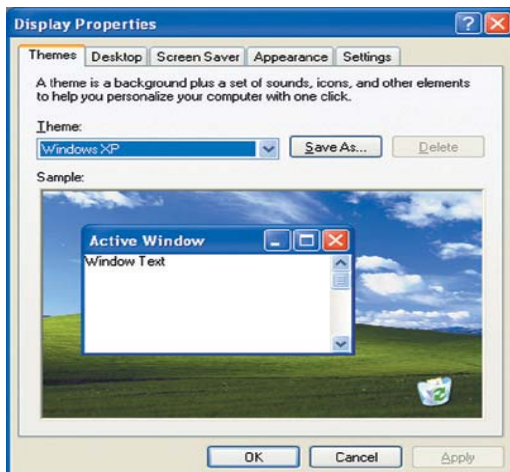 Display Properties
Themes Desktop Screen Saver Appearance Settings
A theme is a background plus a set of sounds, icons, and other elements
to help you personalize your computer with one click.
Theme:
Windows XP Save As... Delete
Sample:
Active Window
Window Text
OK Cancel Apply